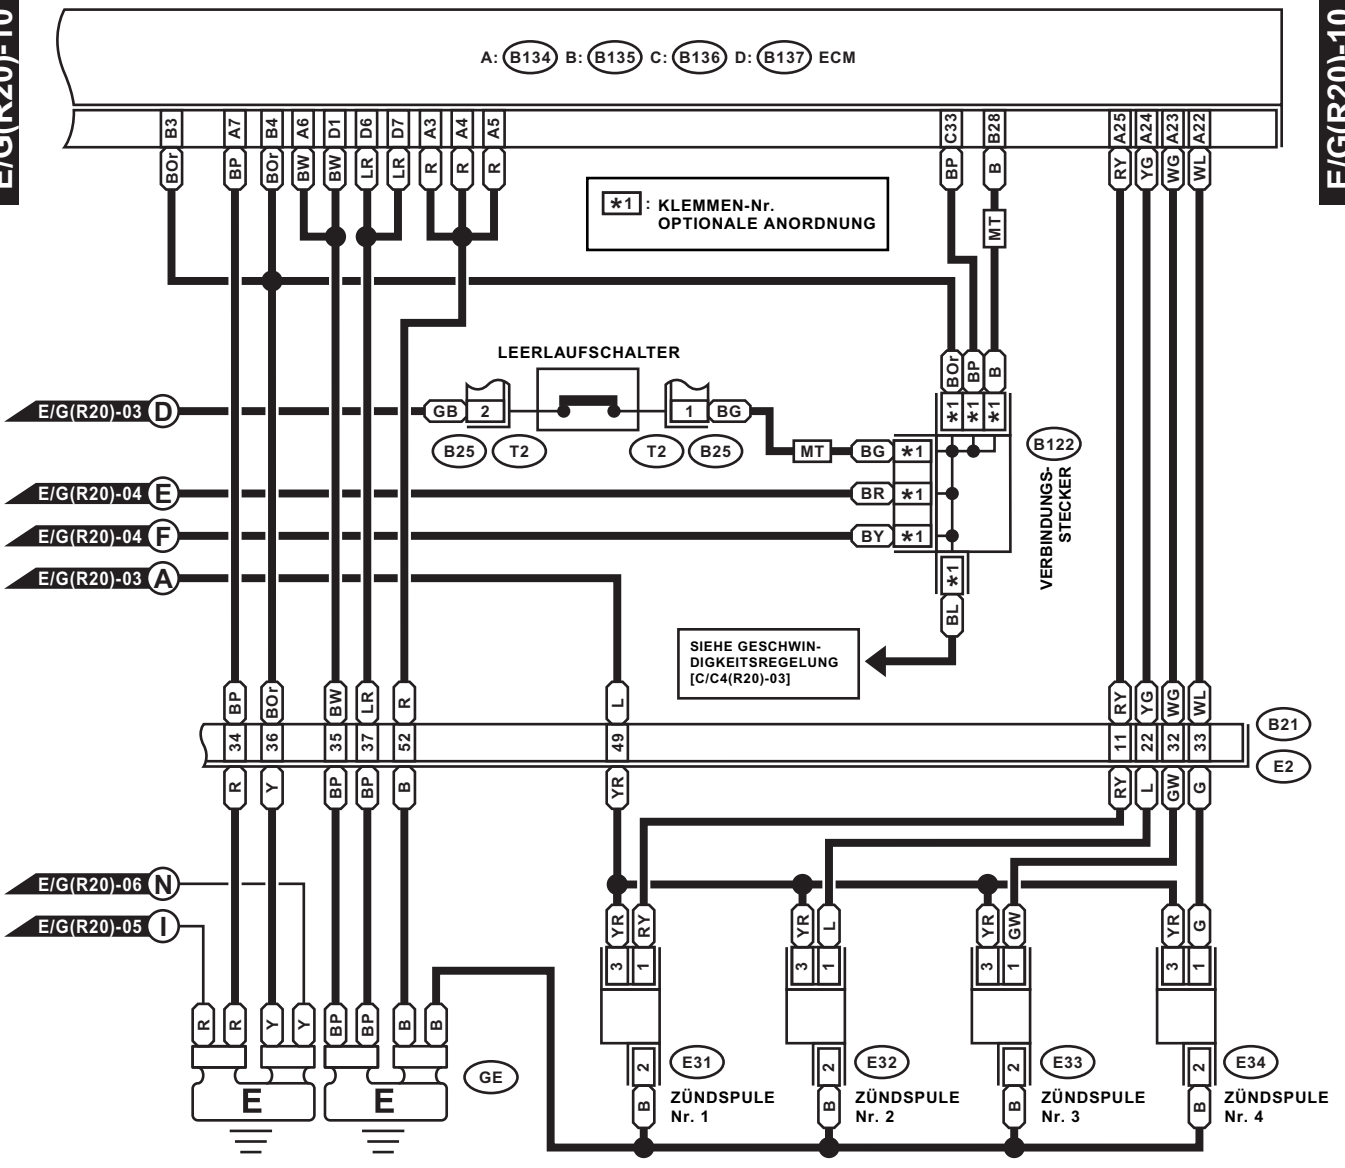 E/G(R20)-10
E/G(R20)-10
A: B134 B: B135 C: B136 D: B137 ECM
B3 A7 B4 A6 D1 D6 D7 A3 A4 A5 C33 B28 A25 A24 A23 A22
BOr BP BOr BW BW LR LR R R R BP B RY YG WG WL
*1 : KLEMMEN-Nr.
OPTIONALE ANORDNUNG
MT
LEERLAUFSCHALTER
BOr BP B
*1 *1 *1
E/G(R20)-03 D GB 2 1 BG
B25 T2 T2 B25
MT BG *1
B122
VERBINDUNGS-
STECKER
E/G(R20)-04 E BR *1
E/G(R20)-04 F BY *1
E/G(R20)-03 A
*1
BL
SIEHE GESCHWIN-
DIGKEITSREGELUNG
[C/C4(R20)-03]
BP BOr BW LR R L RY YG WG WL
34 36 35 37 52 49 11 22 32 33
B21
E2
R Y BP BP B YR RY L GW G
E/G(R20)-06 N
E/G(R20)-05 I
YR RY YR L YR GW YR G
3 1 3 1 3 1 3 1
R R Y Y BP BP B B
E E
GE
2 E31 2 E32 2 E33 2 E34
B B B B
ZÜNDSPULE
Nr. 1
ZÜNDSPULE
Nr. 2
ZÜNDSPULE
Nr. 3
ZÜNDSPULE
Nr. 4